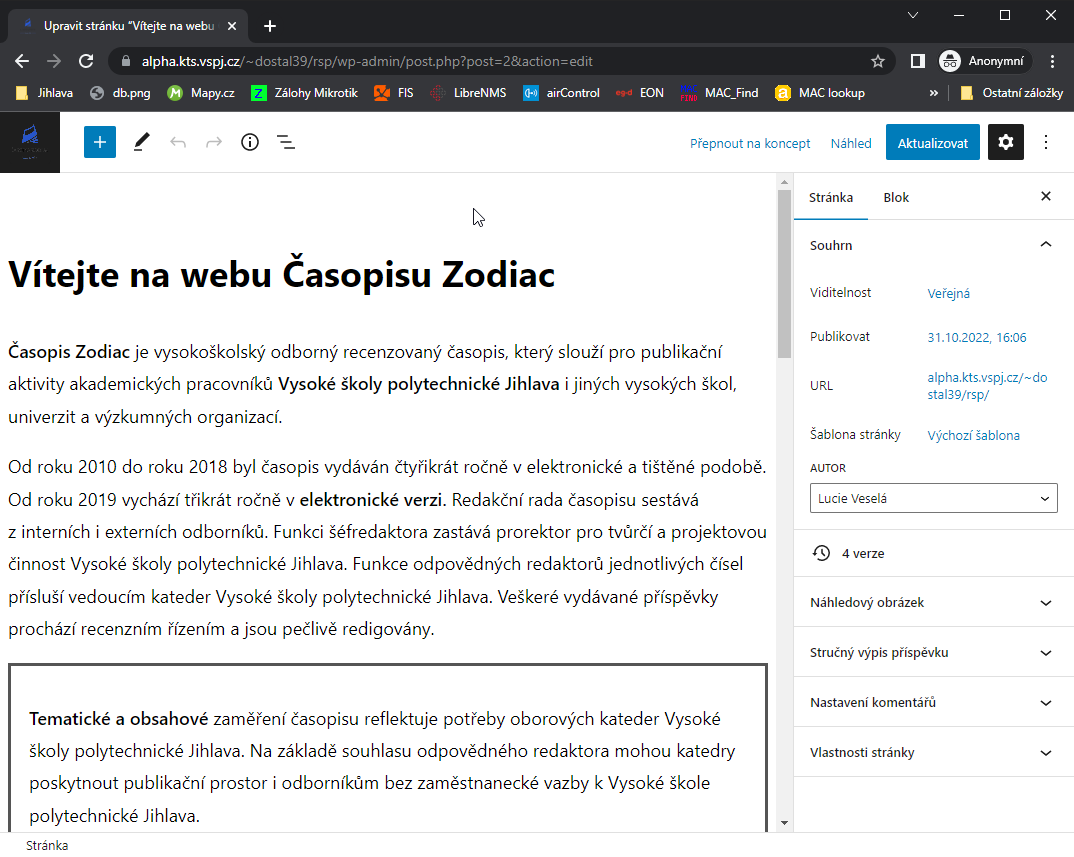 Upravit stránku “Vítejte na webu
alpha.kts.vspj.cz/~dostal39/rsp/wp-admin/post.php?post=2&action=edit
Anonymní
Jihlava
db.png
Mapy.cz
Zálohy Mikrotik
FIS
LibreNMS
airControl
EON
MAC_Find
MAC lookup
»
Ostatní záložky
Přepnout na koncept
Náhled
Aktualizovat
Vítejte na webu Časopisu Zodiac
Časopis Zodiac je vysokoškolský odborný recenzovaný časopis, který slouží pro publikační
aktivity akademických pracovníků Vysoké školy polytechnické Jihlava i jiných vysokých škol,
univerzit a výzkumných organizací.
Od roku 2010 do roku 2018 byl časopis vydáván čtyřikrát ročně v elektronické a tištěné podobě.
Od roku 2019 vychází třikrát ročně v elektronické verzi. Redakční rada časopisu sestává
z interních i externích odborníků. Funkci šéfredaktora zastává prorektor pro tvůrčí a projektovou
činnost Vysoké školy polytechnické Jihlava. Funkce odpovědných redaktorů jednotlivých čísel
přísluší vedoucím kateder Vysoké školy polytechnické Jihlava. Veškeré vydávané příspěvky
prochází recenzním řízením a jsou pečlivě redigovány.
Tematické a obsahové zaměření časopisu reflektuje potřeby oborových kateder Vysoké
školy polytechnické Jihlava. Na základě souhlasu odpovědného redaktora mohou katedry
poskytnout publikační prostor i odborníkům bez zaměstnanecké vazby k Vysoké škole
polytechnické Jihlava.
Stránka
Blok
Souhrn
Viditelnost
Veřejná
Publikovat
31.10.2022, 16:06
URL
alpha.kts.vspj.cz/~do
stal39/rsp/
Šablona stránky
Výchozí šablona
AUTOR
Lucie Veselá
4 verze
Náhledový obrázek
Stručný výpis příspěvku
Nastavení komentářů
Vlastnosti stránky
Stránka